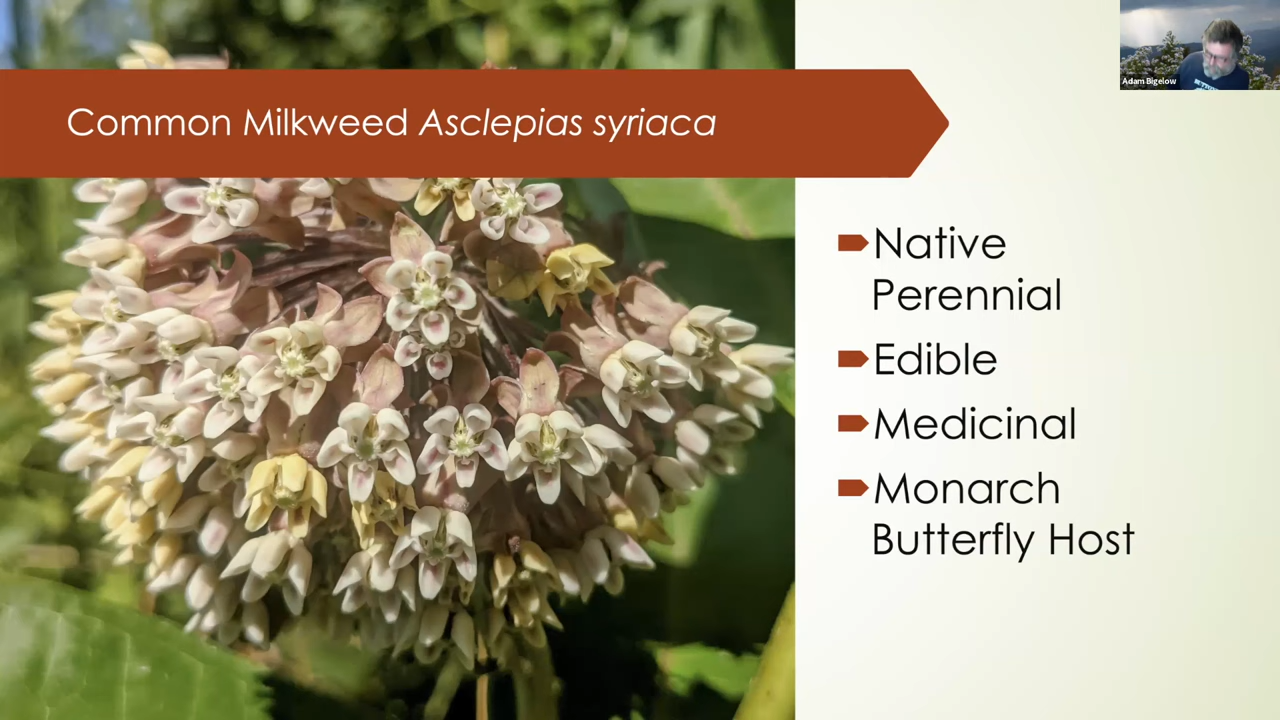 Common Milkweed Asclepias syriaca
Adam Bigelow
Native
Perennial
Edible
Medicinal
Monarch
Butterfly Host